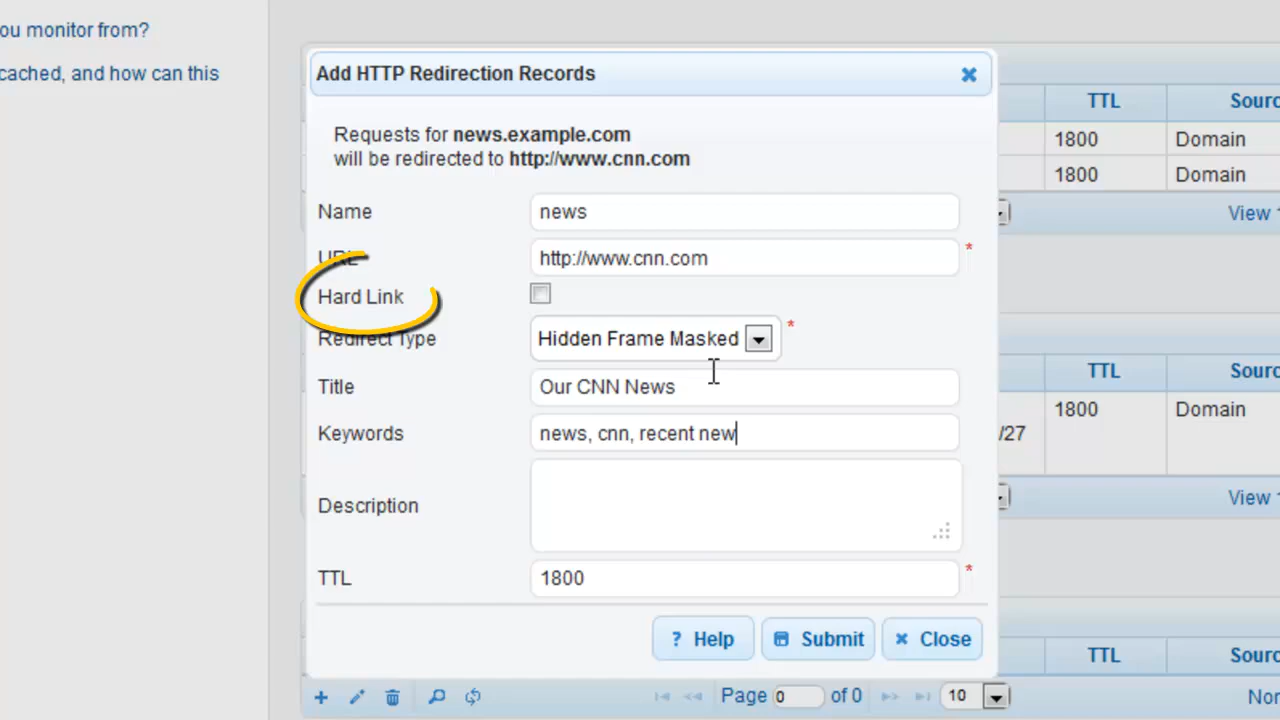 ou monitor from?
cached, and how can this
Add HTTP Redirection Records
Requests for news.example.com
will be redirected to http://www.cnn.com
Name news
URL http://www.cnn.com *
Hard Link
Redirect Type Hidden Frame Masked *
Title Our CNN News
Keywords news, cnn, recent new
Description
TTL 1800 *
? Help Submit Close
TTL Sourc
1800 Domain
1800 Domain
View 1
TTL Sourc
1800 Domain
/27
View 1
TTL Sourc
Page 0 of 0 10
Nor